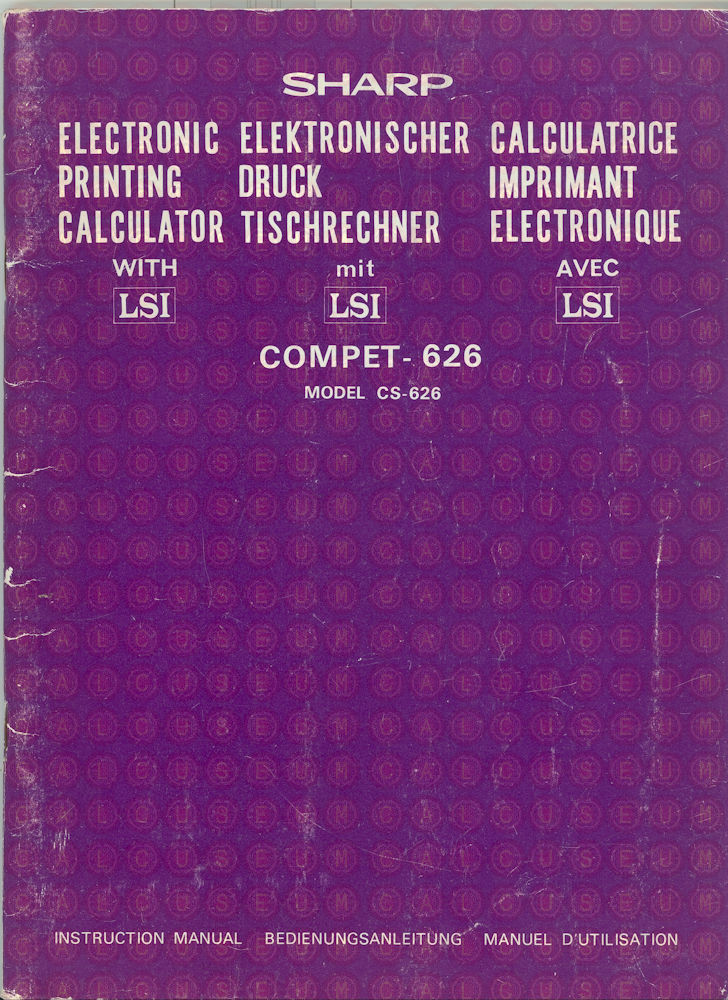 SHARP
ELECTRONIC ELEKTRONISCHER CALCULATRICE
PRINTING DRUCK IMPRIMANT
CALCULATOR TISCHRECHNER ELECTRONIQUE
WITH mit AVEC
LSI LSI LSI
COMPET- 626
MODEL CS-626
INSTRUCTION MANUAL BEDIENUNGSANLEITUNG MANUEL D'UTILISATION